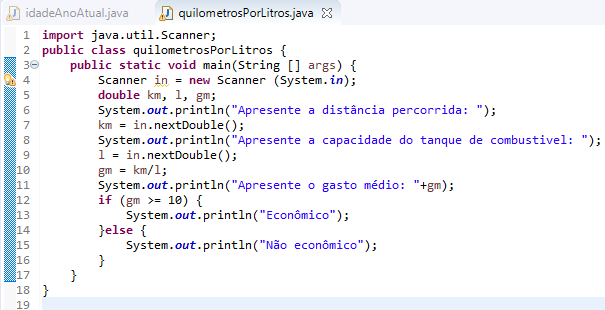 idadeAnoAtual.java quilometrosPorLitros.java
1 import java.util.Scanner;
2 public class quilometrosPorLitros {
3 public static void main(String [] args) {
4 Scanner in = new Scanner (System.in);
5 double km, l, gm;
6 System.out.println("Apresente a distância percorrida: ");
7 km = in.nextDouble();
8 System.out.println("Apresente a capacidade do tanque de combustivel: ");
9 l = in.nextDouble();
10 gm = km/l;
11 System.out.println("Apresente o gasto médio: "+gm);
12 if (gm >= 10) {
13 System.out.println("Econômico");
14 }else {
15 System.out.println("Não econômico");
16 }
17 }
18 }
19